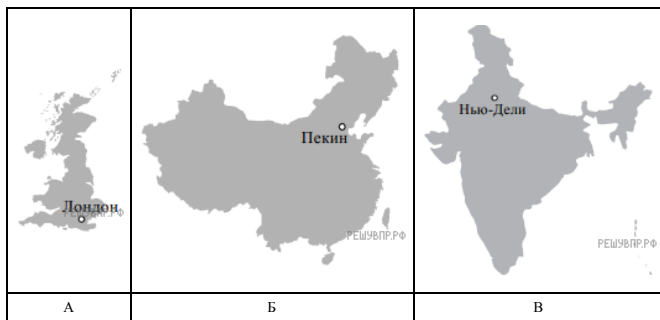 Лондон
РЕШУВПР.РФ
Пекин
РЕШУВПР.РФ
Нью-Дели
РЕШУВПР.РФ
А
Б
В